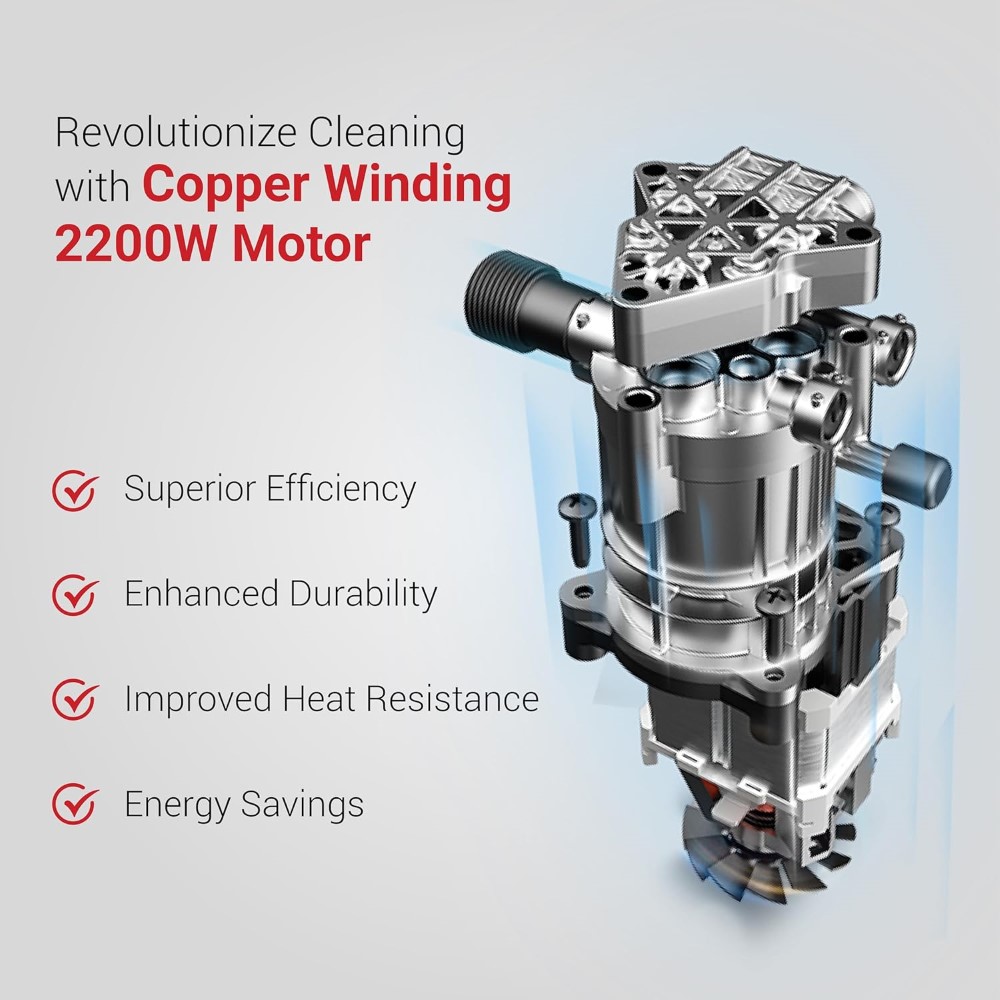 Revolutionize Cleaning
with Copper Winding
2200W Motor
Superior Efficiency
Enhanced Durability
Improved Heat Resistance
Energy Savings